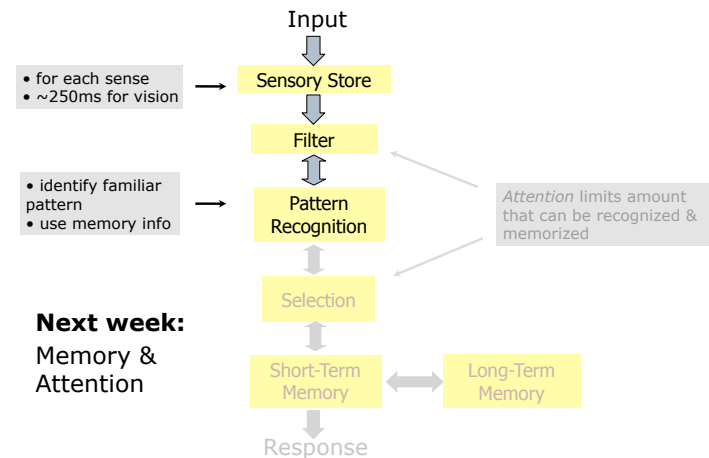 Input
• for each sense
• ~250ms for vision
Sensory Store
Filter
• identify familiar
pattern
• use memory info
Pattern
Recognition
Attention limits amount
that can be recognized &
memorized
Selection
Next week:
Memory &
Attention
Short-Term
Memory
Long-Term
Memory
Response